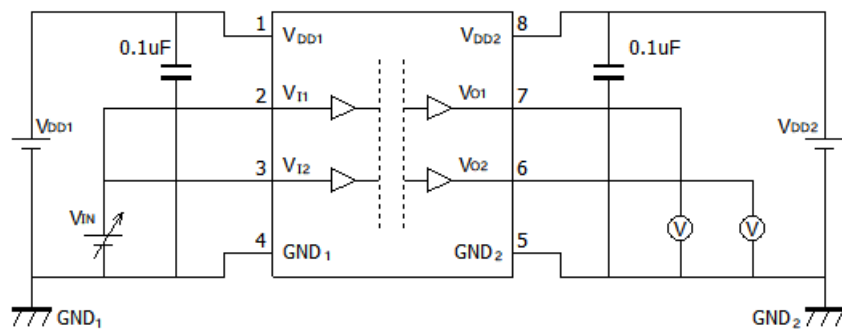 1
8
VDD1
VDD2
0.1uF
0.1uF
2
VI1
VO1
7
VDD1
VDD2
3
VI2
VO2
6
VIN
V
V
4
GND1
GND2
5
GND1
GND2